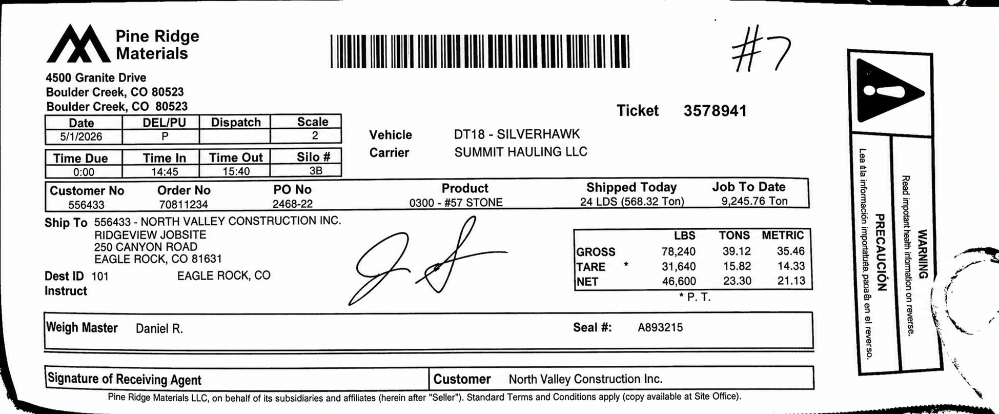 Pine Ridge
Materials
#7
4500 Granite Drive
Boulder Creek, CO 80523
Boulder Creek, CO 80523
Ticket 3578941
Date DEL/PU Dispatch Scale
5/1/2026 P 2
Time Due Time In Time Out Silo #
0:00 14:45 15:40 3B
Vehicle DT18 - SILVERHAWK
Carrier SUMMIT HAULING LLC
Customer No Order No PO No Product Shipped Today Job To Date
556433 70811234 2468-22 0300 - #57 STONE 24 LDS (568.32 Ton) 9,245.76 Ton
Ship To 556433 - NORTH VALLEY CONSTRUCTION INC.
RIDGEVIEW JOBSITE
250 CANYON ROAD
EAGLE ROCK, CO 81631
Dest ID 101 EAGLE ROCK, CO
Instruct
LBS TONS METRIC
GROSS 78,240 39.12 35.46
TARE * 31,640 15.82 14.33
NET 46,600 23.30 21.13
* P. T.
Weigh Master Daniel R.
Seal #: A893215
Signature of Receiving Agent
Customer North Valley Construction Inc.
Pine Ridge Materials LLC, on behalf of its subsidiaries and affiliates (herein after "Seller"). Standard Terms and Conditions apply (copy available at Site Office).
WARNING
Read important health information on reverse.
PRECAUCIÓN
Lea información en el reverso.